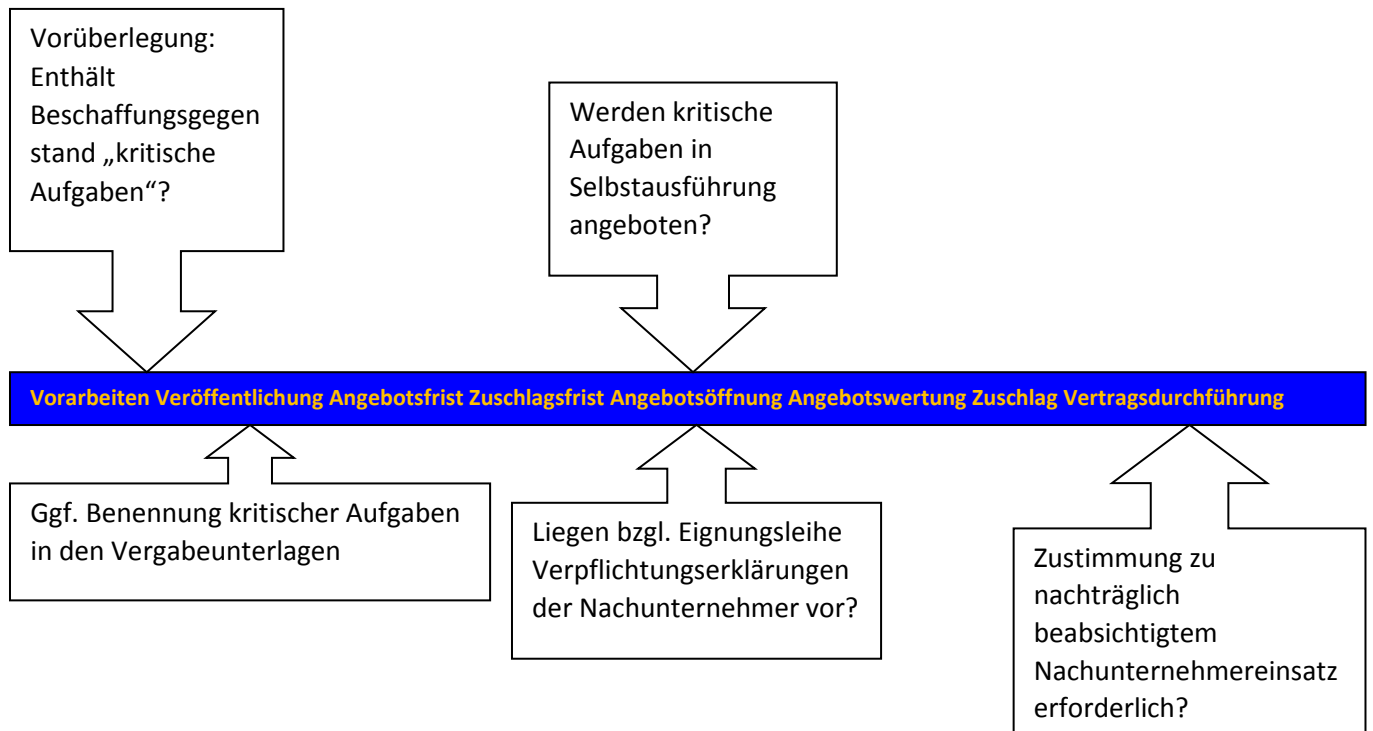 Vorüberlegung:
Enthält
Beschaffungsgegen
stand „kritische
Aufgaben“?
Werden kritische
Aufgaben in
Selbstausführung
angeboten?
Vorarbeiten Veröffentlichung Angebotsfrist Zuschlagsfrist Angebotsöffnung Angebotswertung Zuschlag Vertragsdurchführung
Ggf. Benennung kritischer Aufgaben
in den Vergabeunterlagen
Liegen bzgl. Eignungsleihe
Verpflichtungserklärungen
der Nachunternehmer vor?
Zustimmung zu
nachträglich
beabsichtigtem
Nachunternehmereinsatz
erforderlich?